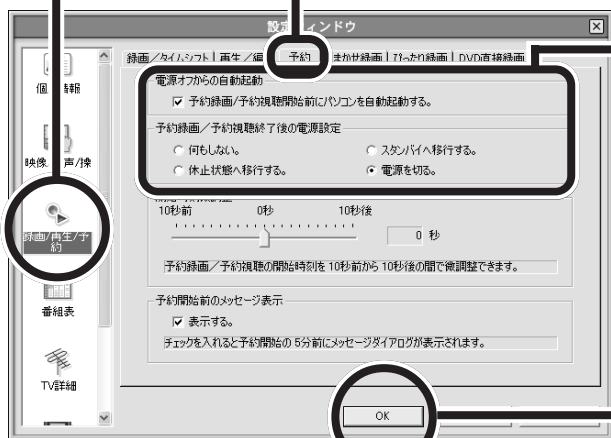 設定ウィンドウ
録画/タイムシフト 再生/編 予約 まかせ録画 ぴったり録画 DVD直接録画
個 情報
電源オフからの自動起動
予約録画/予約視聴開始前にパソコンを自動起動する。
予約録画/予約視聴終了後の電源設定
何もしない。 スタンバイへ移行する。
休止状態へ移行する。 電源を切る。
映像 声/操
録画/再生/予約
10秒前 0秒 10秒後
0 秒
予約録画/予約視聴の開始時刻を10秒前から10秒後の間で微調整できます。
番組表
予約開始前のメッセージ表示
表示する。
チェックを入れると予約開始の5分前にメッセージダイアログが表示されます。
TV詳細
OK